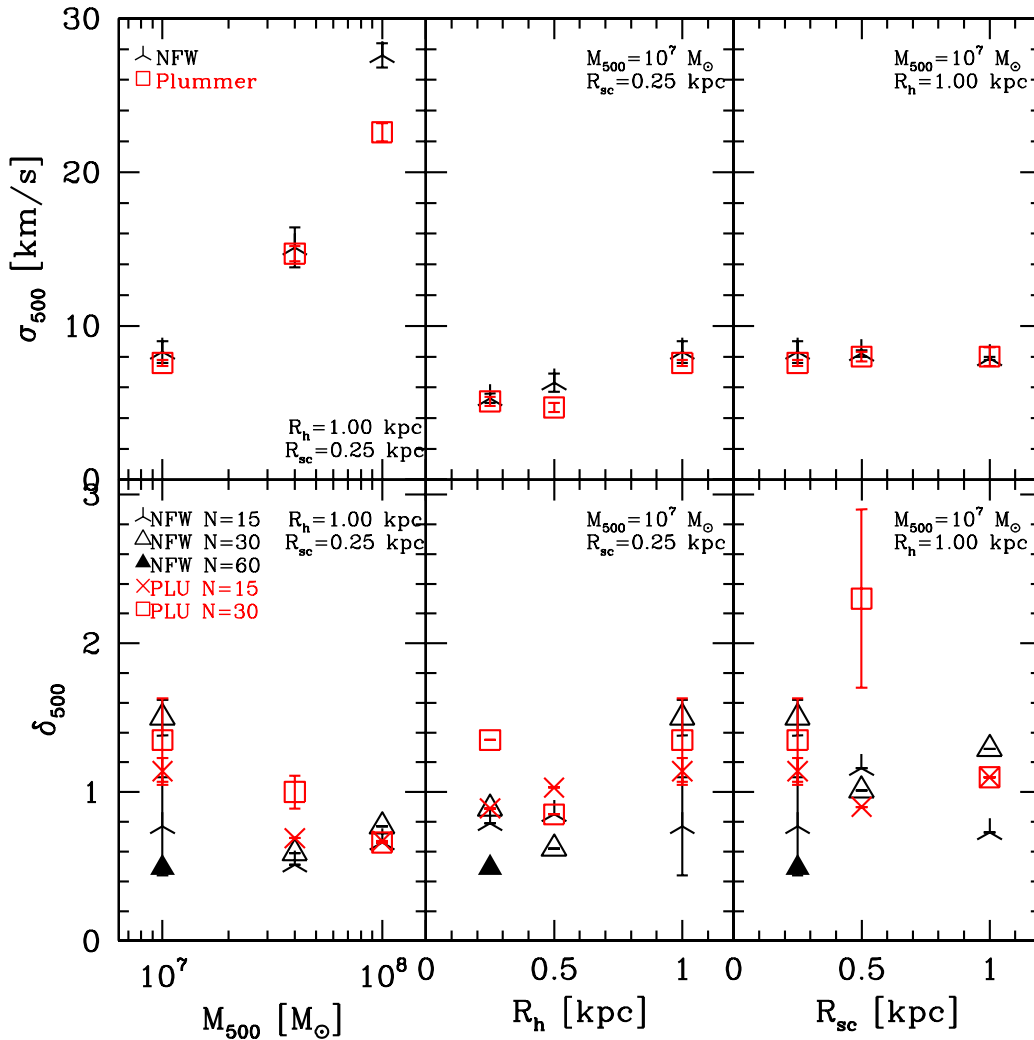 30
20
10
0
σ500 [km/s]
NFW
Plummer
Rh=1.00 kpc
Rsc=0.25 kpc
M500=10^7 M⊙
Rsc=0.25 kpc
M500=10^7 M⊙
Rh=1.00 kpc
3
2
1
0
δ500
NFW N=15
NFW N=30
NFW N=60
PLU N=15
PLU N=30
Rh=1.00 kpc
Rsc=0.25 kpc
M500=10^7 M⊙
Rsc=0.25 kpc
M500=10^7 M⊙
Rh=1.00 kpc
10^7 10^8 0 0.5 1 0 0.5 1
M500 [M⊙] Rh [kpc] Rsc [kpc]